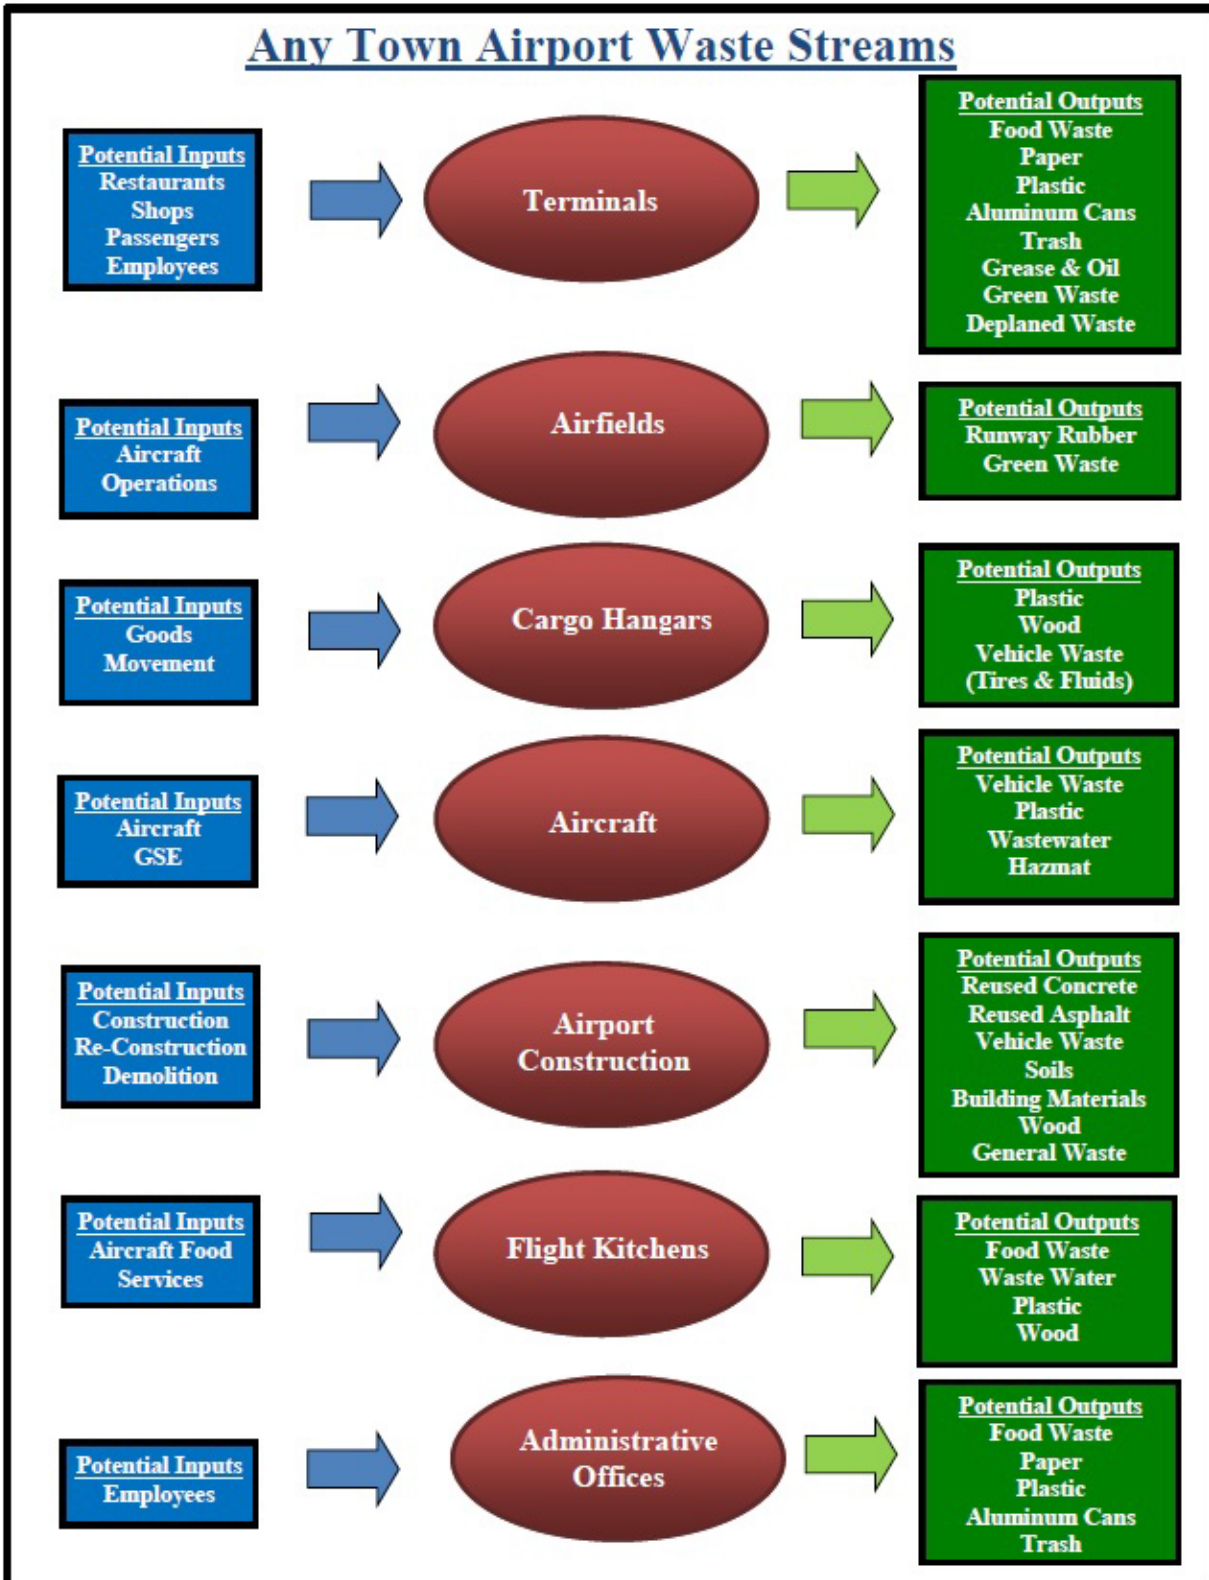 Any Town Airport Waste Streams
Potential Inputs
Restaurants
Shops
Passengers
Employees
Terminals
Potential Outputs
Food Waste
Paper
Plastic
Aluminum Cans
Trash
Grease & Oil
Green Waste
Deplaned Waste
Potential Inputs
Aircraft
Operations
Airfields
Potential Outputs
Runway Rubber
Green Waste
Potential Inputs
Goods
Movement
Cargo Hangars
Potential Outputs
Plastic
Wood
Vehicle Waste
(Tires & Fluids)
Potential Inputs
Aircraft
GSE
Aircraft
Potential Outputs
Vehicle Waste
Plastic
Wastewater
Hazmat
Potential Inputs
Construction
Re-Construction
Demolition
Airport
Construction
Potential Outputs
Reused Concrete
Reused Asphalt
Vehicle Waste
Soils
Building Materials
Wood
General Waste
Potential Inputs
Aircraft Food
Services
Flight Kitchens
Potential Outputs
Food Waste
Waste Water
Plastic
Wood
Potential Inputs
Employees
Administrative
Offices
Potential Outputs
Food Waste
Paper
Plastic
Aluminum Cans
Trash